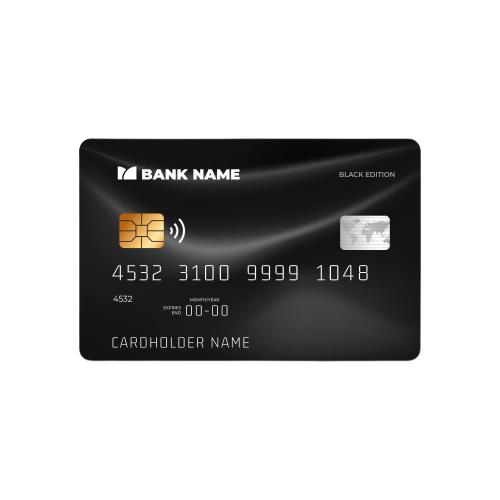 BANK NAME
BLACK EDITION
4532 3100 9999 1048
4532
MONTH/YEAR
EXPIRES
END
00-00
CARDHOLDER NAME